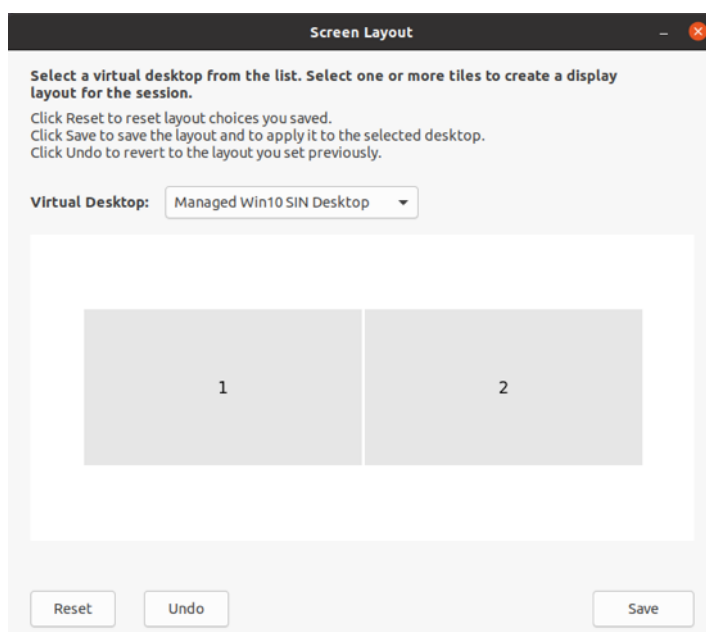 Screen Layout
Select a virtual desktop from the list. Select one or more tiles to create a display
layout for the session.
Click Reset to reset layout choices you saved.
Click Save to save the layout and to apply it to the selected desktop.
Click Undo to revert to the layout you set previously.
Virtual Desktop: Managed Win10 SIN Desktop
1 2
Reset Undo Save